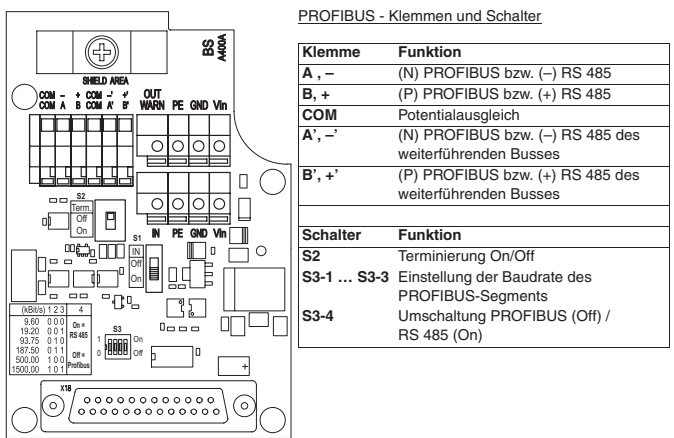 PROFIBUS - Klemmen und Schalter
BS
A400A
SHIELD AREA
COM – + COM –' +'
COM A B COM A' B'
OUT
WARN PE GND Vin
S2
Term.
Off
On
S1
IN
Off
On
IN PE GND Vin
(kBit/s) 1 2 3 4
9.60 0 0 0
19.20 0 0 1
93.75 0 1 0
187.50 0 1 1
500.00 1 0 0
1500.00 1 0 1
On =
RS 485
Off =
Profibus
S3
1 On
0 Off
+
X18
Klemme Funktion
A , – (N) PROFIBUS bzw. (–) RS 485
B, + (P) PROFIBUS bzw. (+) RS 485
COM Potentialausgleich
A’, –’ (N) PROFIBUS bzw. (–) RS 485 des
weiterführenden Busses
B’, +’ (P) PROFIBUS bzw. (+) RS 485 des
weiterführenden Busses
Schalter Funktion
S2 Terminierung On/Off
S3-1 … S3-3 Einstellung der Baudrate des
PROFIBUS-Segments
S3-4 Umschaltung PROFIBUS (Off) /
RS 485 (On)